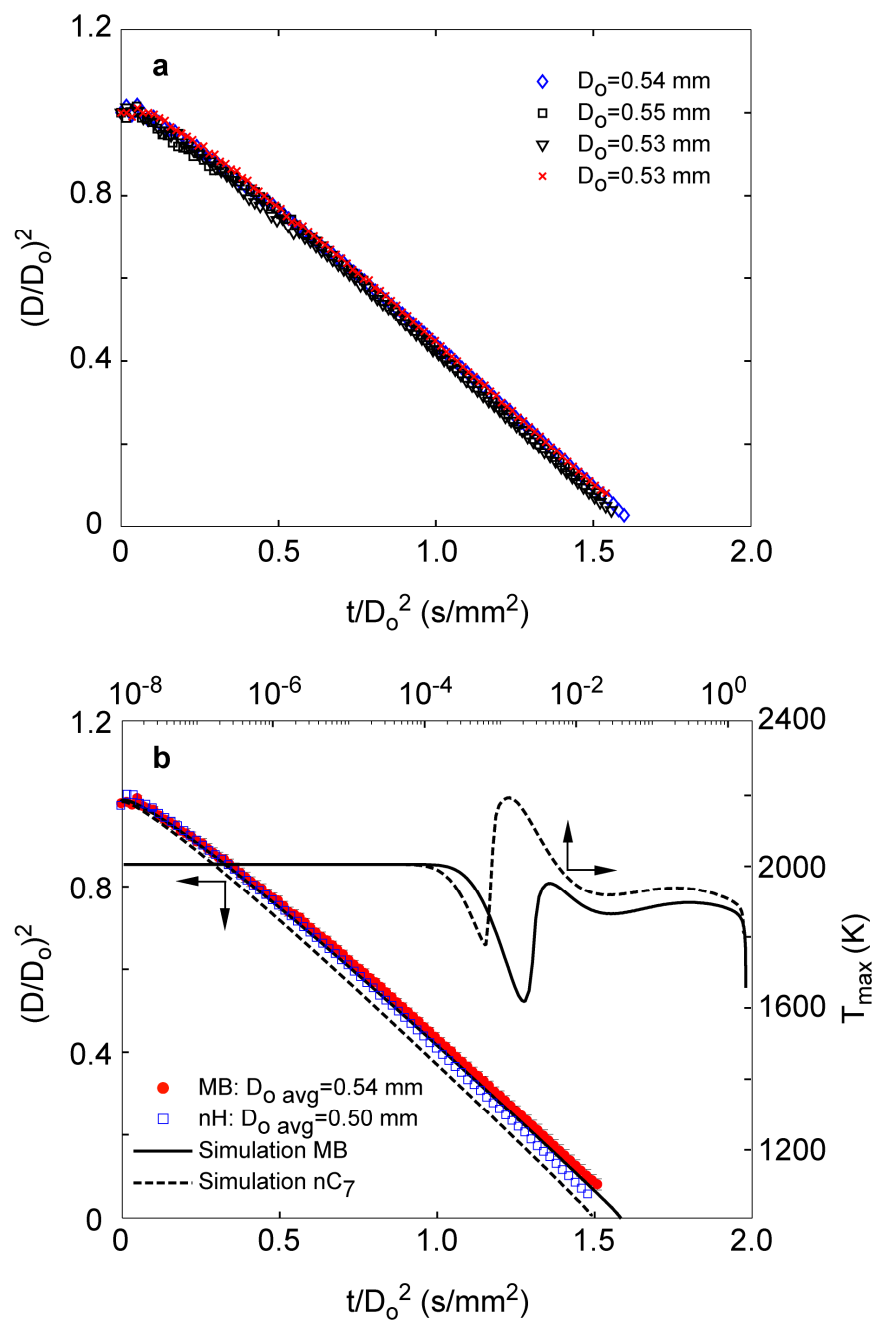 1.2
a
Dₒ=0.54 mm
Dₒ=0.55 mm
Dₒ=0.53 mm
Dₒ=0.53 mm
0.8
0.4
0
(D/Dₒ)²
0 0.5 1.0 1.5 2.0
t/Dₒ² (s/mm²)
10⁻⁸ 10⁻⁶ 10⁻⁴ 10⁻² 10⁰
1.2 2400
b
2000
0.8
1600
0.4
1200
0
(D/Dₒ)²
Tmax (K)
MB: Dₒ avg=0.54 mm
nH: Dₒ avg=0.50 mm
Simulation MB
Simulation nC₇
0 0.5 1.0 1.5 2.0
t/Dₒ² (s/mm²)